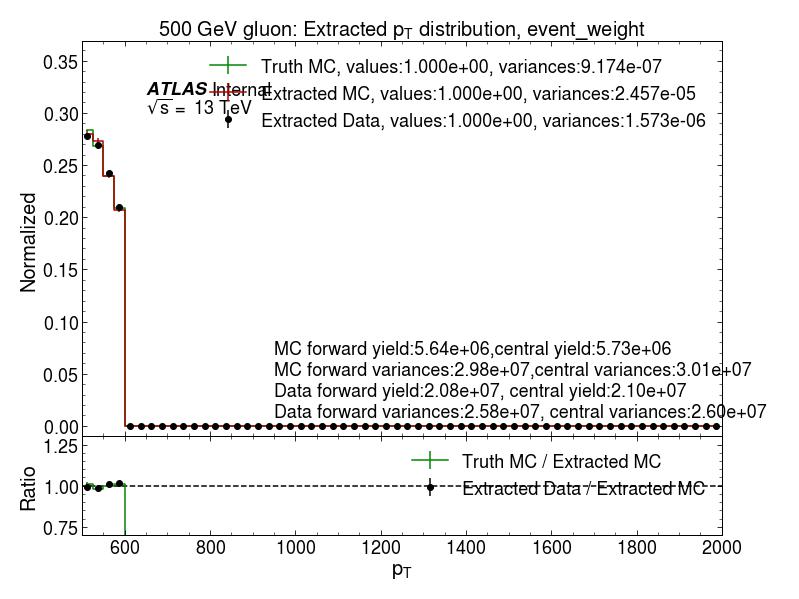 500 GeV gluon: Extracted pT distribution, event_weight
Truth MC, values:1.000e+00, variances:9.174e-07
Extracted MC, values:1.000e+00, variances:2.457e-05
Extracted Data, values:1.000e+00, variances:1.573e-06
ATLAS Internal
√s = 13 TeV
0.35
0.30
0.25
0.20
0.15
0.10
0.05
0.00
Normalized
MC forward yield:5.64e+06,central yield:5.73e+06
MC forward variances:2.98e+07,central variances:3.01e+07
Data forward yield:2.08e+07, central yield:2.10e+07
Data forward variances:2.58e+07, central variances:2.60e+07
1.25
1.00
0.75
Ratio
Truth MC / Extracted MC
Extracted Data / Extracted MC
600 800 1000 1200 1400 1600 1800 2000
pT